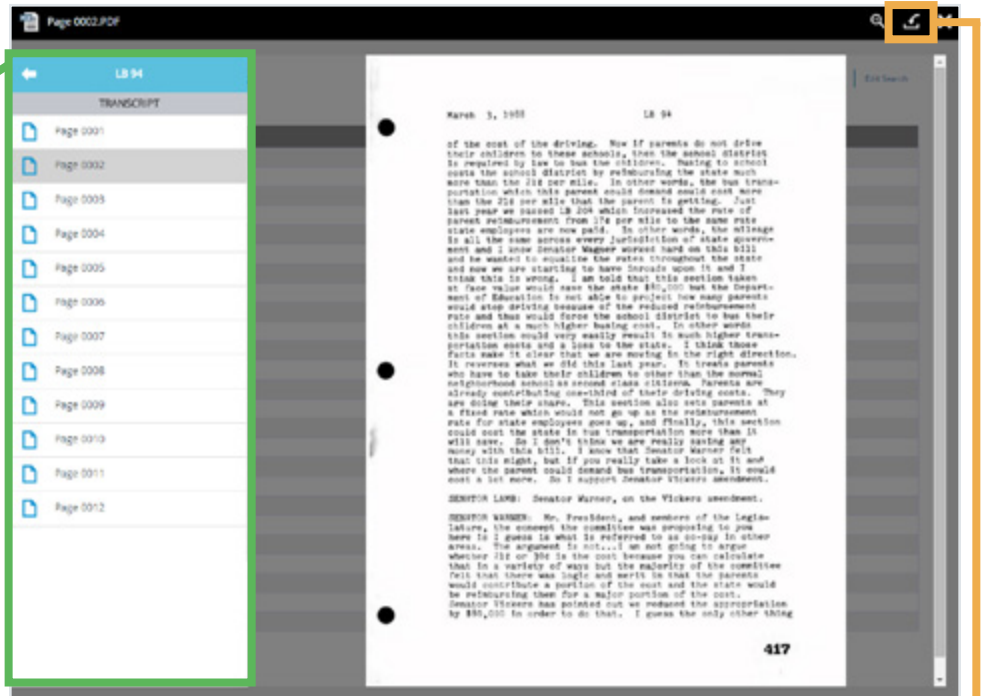 Page 0002.PDF
LB 94
TRANSCRIPT
Page 0001
Page 0002
Page 0003
Page 0004
Page 0005
Page 0006
Page 0007
Page 0008
Page 0009
Page 0010
Page 0011
Page 0012
Edit Search
March 3, 1988 LB 94
of the cost of the driving. Now if parents do not drive
their children to these schools, then the school district
is required by law to bus the children. Busing to school
costs the school district by reimbursing the state much
more than the 21¢ per mile. In other words, the bus trans-
portation which this parent could demand could cost more
than the 21¢ per mile that the parent is getting. Just
last year we passed LB 204 which increased the rate of
parent reimbursement from 17¢ per mile to the same rate
state employees are now paid. In other words, the mileage
is all the same across every jurisdiction of state govern-
ment and I know Senator Wagner worked hard on this bill
and he wanted to equalize the rates throughout the state
and now we are starting to have inroads upon it and I
think this is wrong. I am told that this section taken
at face value would save the state $80,000 but the Depart-
ment of Education is not able to project how many parents
would stop driving because of the reduced reimbursement
rate and thus would force the school district to bus their
children at a much higher busing cost. In other words
this section could very easily result in much higher trans-
portation costs and a loss to the state. I think those
facts make it clear that we are moving in the right direction.
It reverses what we did this last year. It treats parents
who have to take their children to other than the normal
neighborhood school as second class citizens. Parents are
already contributing one-third of their driving costs. They
are doing their share. This section also sets parents at
a fixed rate which would not go up as the reimbursement
rate for state employees goes up, and finally, this section
could cost the state in bus transportation more than it
will save. So I don't think we are really saving any
money with this bill. I know that Senator Warner felt
that this might, but if you really take a look at it and
where the parent could demand bus transportation, it could
cost a lot more. So I support Senator Vickers amendment.
SENATOR LAMB: Senator Warner, on the Vickers amendment.
SENATOR WARNER: Mr. President, and members of the Legis-
lature, the concept the committee was proposing to you
here is I guess is what is referred to as co-pay in other
areas. The argument is not...I am not going to argue
whether 21¢ or 30¢ is the cost because you can calculate
that in a variety of ways but the majority of the committee
felt that there was logic and merit in that the parents
would contribute a portion of the cost and the state would
be reimbursing them for a major portion of the cost.
Senator Vickers has pointed out we reduced the appropriation
by $80,000 in order to do that. I guess the only other thing
417